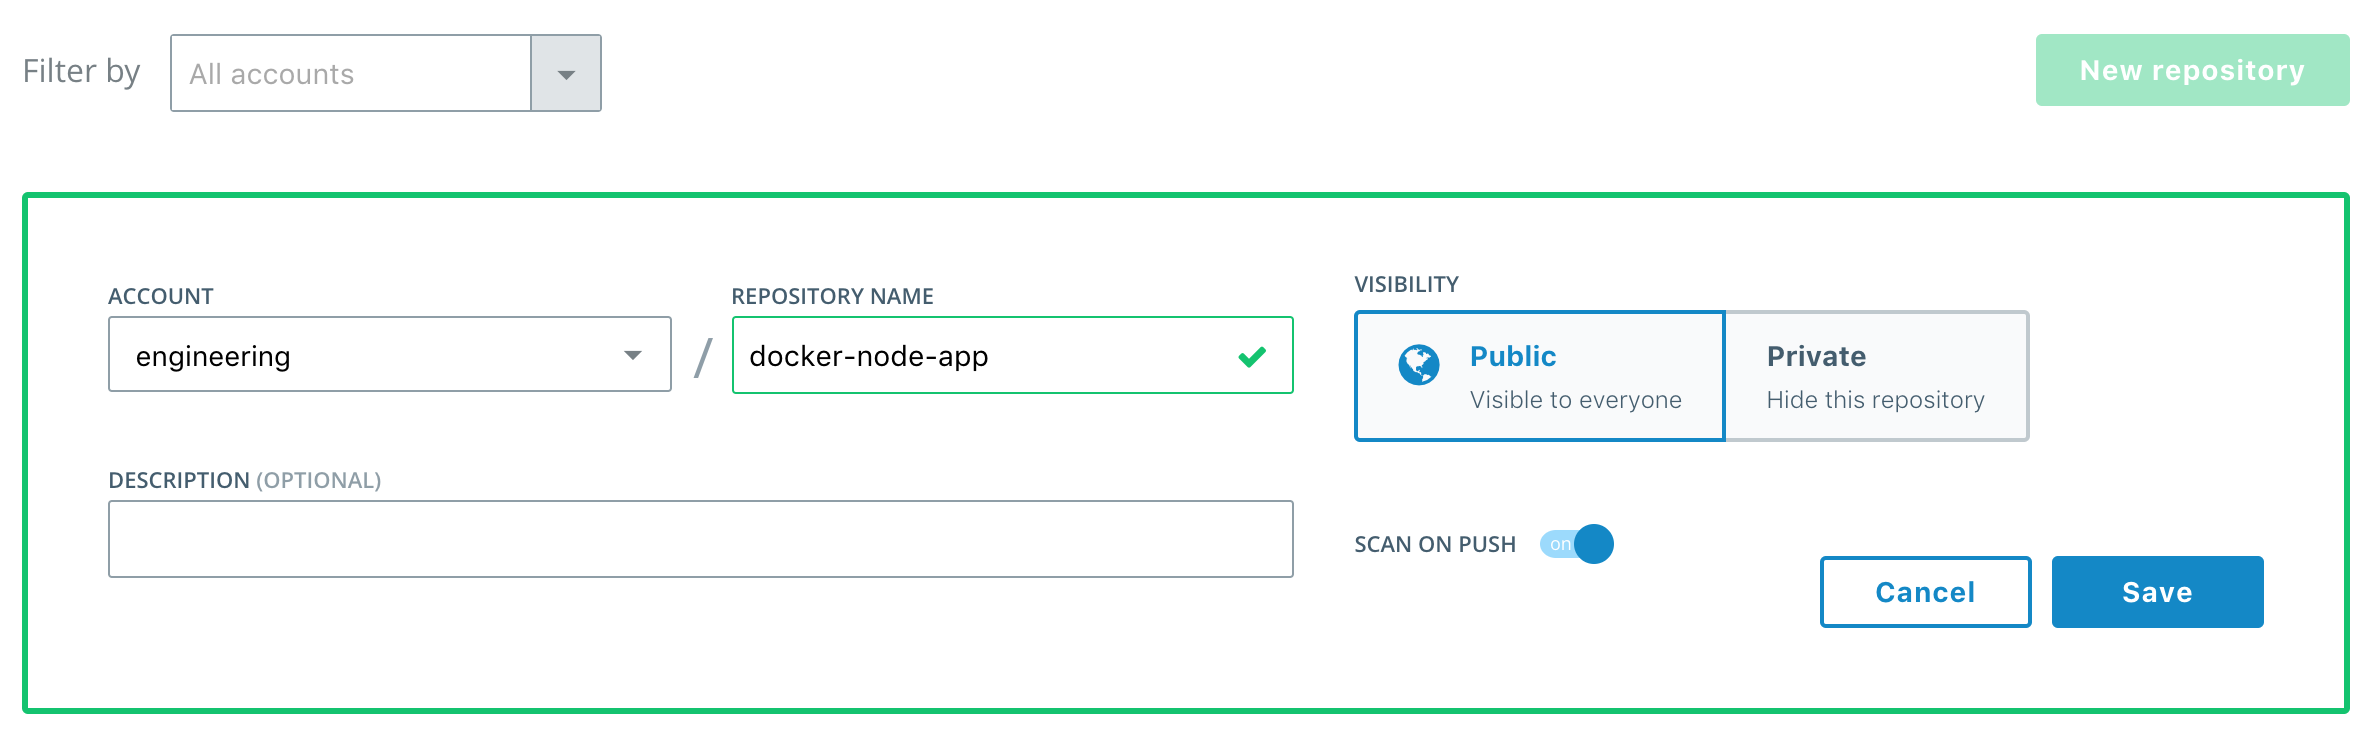 Filter by
All accounts
New repository
ACCOUNT
engineering
/
REPOSITORY NAME
docker-node-app
VISIBILITY
Public
Visible to everyone
Private
Hide this repository
DESCRIPTION (OPTIONAL)
SCAN ON PUSH on
Cancel
Save